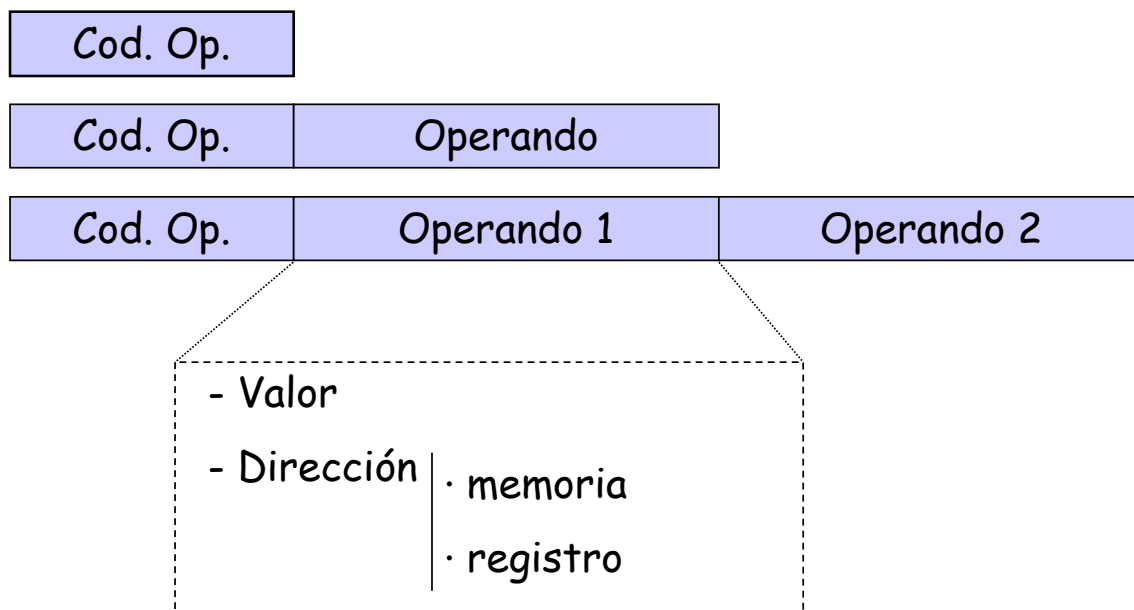 Cod. Op.
Cod. Op. Operando
Cod. Op. Operando 1 Operando 2
- Valor
- Dirección
· memoria
· registro